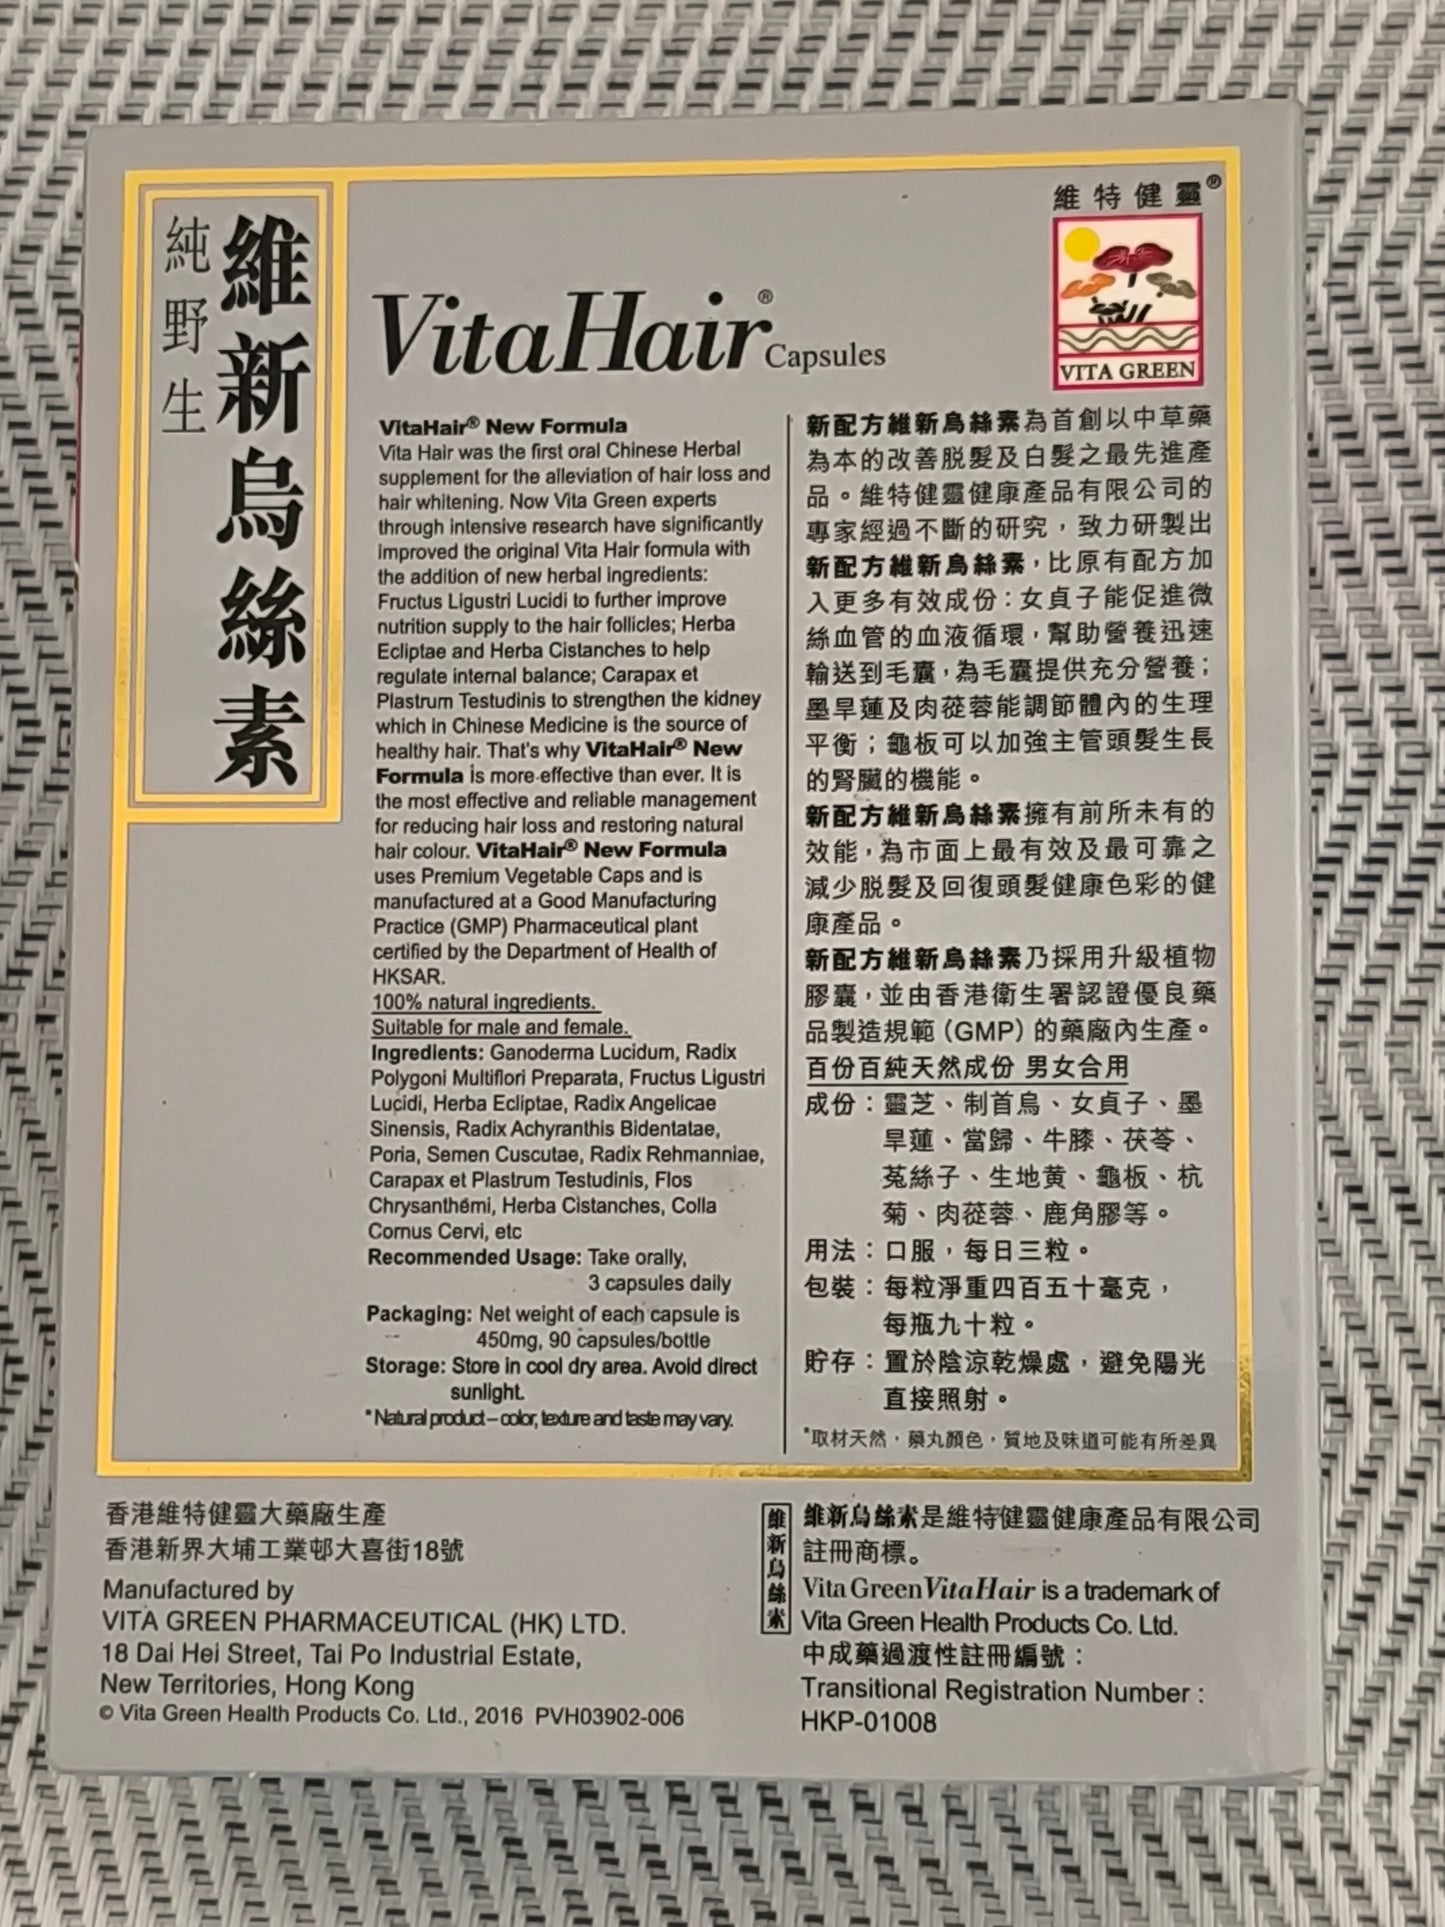 純野生
維新烏絲素
維特健靈®
VITA GREEN
VitaHair® Capsules
VitaHair® New Formula
Vita Hair was the first oral Chinese Herbal
supplement for the alleviation of hair loss and
hair whitening. Now Vita Green experts
through intensive research have significantly
improved the original Vita Hair formula with
the addition of new herbal ingredients:
Fructus Ligustri Lucidi to further improve
nutrition supply to the hair follicles; Herba
Ecliptae and Herba Cistanches to help
regulate internal balance; Carapax et
Plastrum Testudinis to strengthen the kidney
which in Chinese Medicine is the source of
healthy hair. That's why VitaHair® New
Formula is more effective than ever. It is
the most effective and reliable management
for reducing hair loss and restoring natural
hair colour. VitaHair® New Formula
uses Premium Vegetable Caps and is
manufactured at a Good Manufacturing
Practice (GMP) Pharmaceutical plant
certified by the Department of Health of
HKSAR.
100% natural ingredients.
Suitable for male and female.
Ingredients: Ganoderma Lucidum, Radix
Polygoni Multiflori Preparata, Fructus Ligustri
Lucidi, Herba Ecliptae, Radix Angelicae
Sinensis, Radix Achyranthis Bidentatae,
Poria, Semen Cuscutae, Radix Rehmanniae,
Carapax et Plastrum Testudinis, Flos
Chrysanthemi, Herba Cistanches, Colla
Cornus Cervi, etc
Recommended Usage: Take orally,
3 capsules daily
Packaging: Net weight of each capsule is
450mg, 90 capsules/bottle
Storage: Store in cool dry area. Avoid direct
sunlight.
*Natural product – color, texture and taste may vary.
新配方維新烏絲素為首創以中草藥
為本的改善脫髮及白髮之最先進產
品。維特健靈健康產品有限公司的
專家經過不斷的研究，致力研製出
新配方維新烏絲素，比原有配方加
入更多有效成份：女貞子能促進微
絲血管的血液循環，幫助營養迅速
輸送到毛囊，為毛囊提供充分營養；
墨旱蓮及肉蓯蓉能調節體內的生理
平衡；龜板可以加強主管頭髮生長
的腎臟的機能。
新配方維新烏絲素擁有前所未有的
效能，為市面上最有效及最可靠之
減少脫髮及回復頭髮健康色彩的健
康產品。
新配方維新烏絲素乃採用升級植物
膠囊，並由香港衛生署認證優良藥
品製造規範（GMP）的藥廠內生產。
百份百純天然成份 男女合用
成份：靈芝、制首烏、女貞子、墨
旱蓮、當歸、牛膝、茯苓、
菟絲子、生地黄、龜板、杭
菊、肉蓯蓉、鹿角膠等。
用法：口服，每日三粒。
包裝：每粒淨重四百五十毫克，
每瓶九十粒。
貯存：置於陰涼乾燥處，避免陽光
直接照射。
*取材天然，藥丸顏色，質地及味道可能有所差異
香港維特健靈大藥廠生產
香港新界大埔工業邨大喜街18號
Manufactured by
VITA GREEN PHARMACEUTICAL (HK) LTD.
18 Dai Hei Street, Tai Po Industrial Estate,
New Territories, Hong Kong
© Vita Green Health Products Co. Ltd., 2016 PVH03902-006
維新烏絲素
維新烏絲素是維特健靈健康產品有限公司
註冊商標。
Vita Green VitaHair is a trademark of
Vita Green Health Products Co. Ltd.
中成藥過渡性註冊編號：
Transitional Registration Number :
HKP-01008